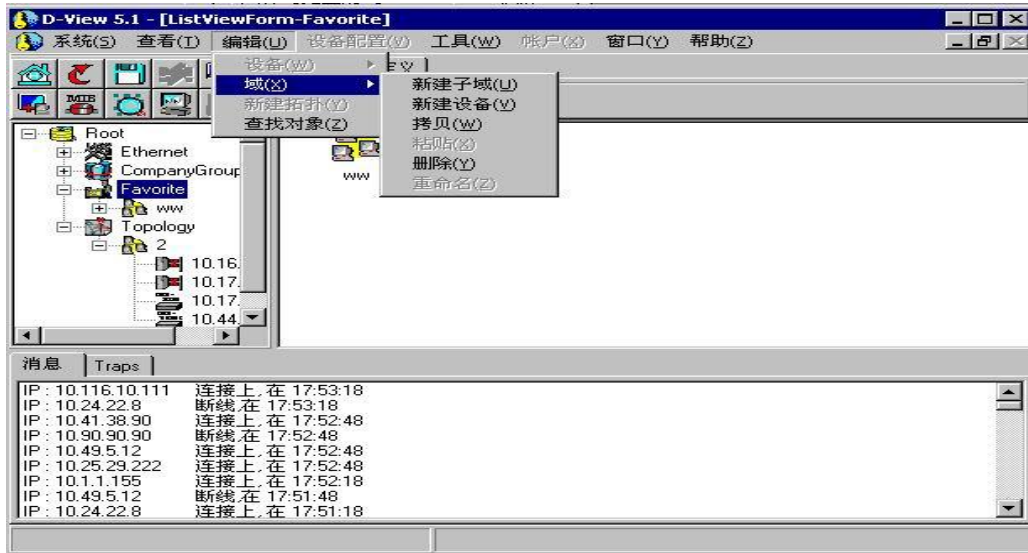 D-View 5.1 - [ListViewForm-Favorite]
系统(S) 查看(T) 编辑(U) 设备配置(V) 工具(W) 帐户(X) 窗口(Y) 帮助(Z)
设备(W)
域(X)
新建拓扑(Y)
查找对象(Z)
新建子域(U)
新建设备(V)
拷贝(W)
粘贴(X)
删除(Y)
重命名(Z)
MIB
Root
Ethernet
CompanyGroup
Favorite
ww
Topology
2
10.16.
10.17.
10.17.
10.44.
ww
消息 Traps
IP : 10.116.10.111 连接上,在 17:53:18
IP : 10.24.22.8 断线,在 17:53:18
IP : 10.41.38.90 连接上,在 17:52:48
IP : 10.90.90.90 断线,在 17:52:48
IP : 10.49.5.12 连接上,在 17:52:48
IP : 10.25.29.222 连接上,在 17:52:48
IP : 10.1.1.155 连接上,在 17:52:18
IP : 10.49.5.12 断线,在 17:51:48
IP : 10.24.22.8 连接上,在 17:51:18